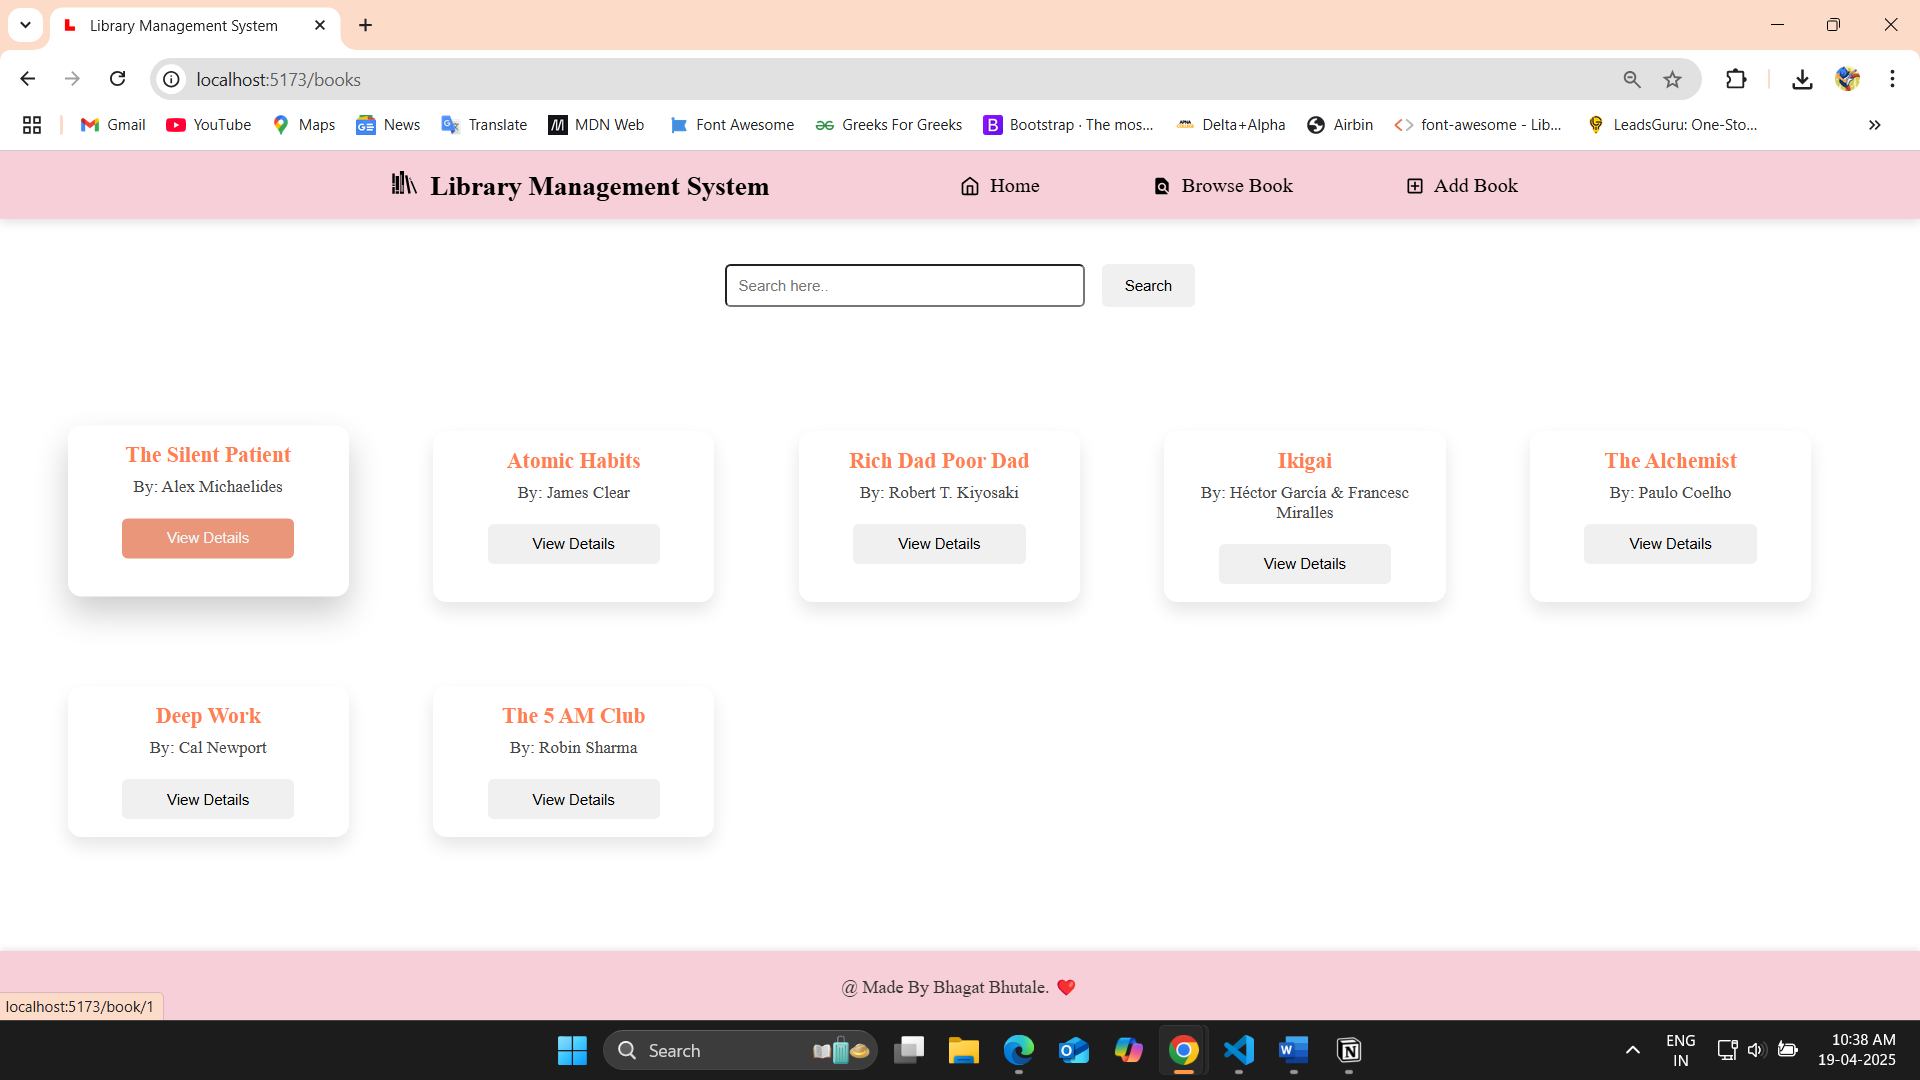 Library Management System
localhost:5173/books
Gmail
YouTube
Maps
News
Translate
MDN Web
Font Awesome
Greeks For Greeks
Bootstrap · The mos...
Delta+Alpha
Airbin
font-awesome - Lib...
LeadsGuru: One-Sto...
Library Management System
Home
Browse Book
Add Book
Search here..
Search
The Silent Patient
By: Alex Michaelides
View Details
Atomic Habits
By: James Clear
View Details
Rich Dad Poor Dad
By: Robert T. Kiyosaki
View Details
Ikigai
By: Héctor García & Francesc
Miralles
View Details
The Alchemist
By: Paulo Coelho
View Details
Deep Work
By: Cal Newport
View Details
The 5 AM Club
By: Robin Sharma
View Details
@ Made By Bhagat Bhutale. ❤️
localhost:5173/book/1
Search
ENG
IN
10:38 AM
19-04-2025